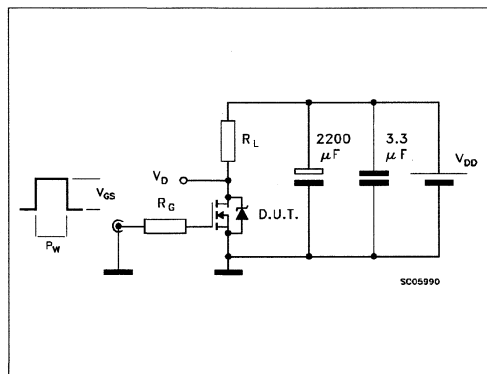 R_L
2200 μF
3.3 μF
V_DD
V_D
V_GS
R_G
D.U.T.
P_W
SC05990